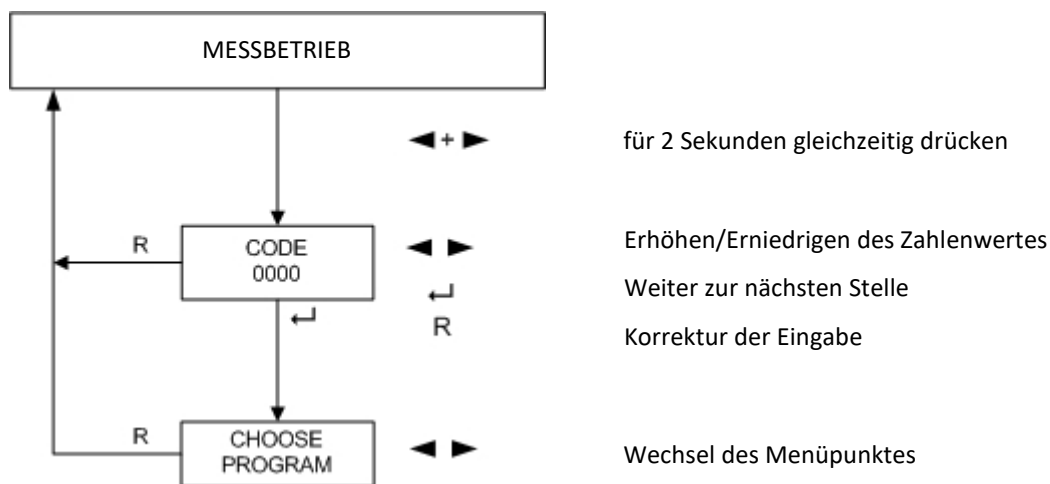 MESSBETRIEB
◄+► für 2 Sekunden gleichzeitig drücken
R CODE ◄ ► Erhöhen/Erniedrigen des Zahlenwertes
0000
↵ ↵ Weiter zur nächsten Stelle
R Korrektur der Eingabe
R CHOOSE ◄ ► Wechsel des Menüpunktes
PROGRAM